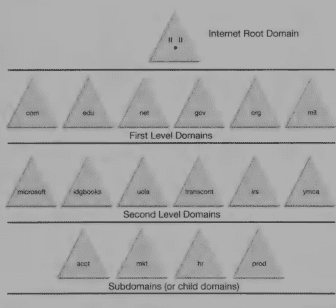 Internet Root Domain
com edu net gov org mil
First Level Domains
microsoft idgbooks ucla transcont irs ymca
Second Level Domains
acct mkt hr prod
Subdomains (or child domains)